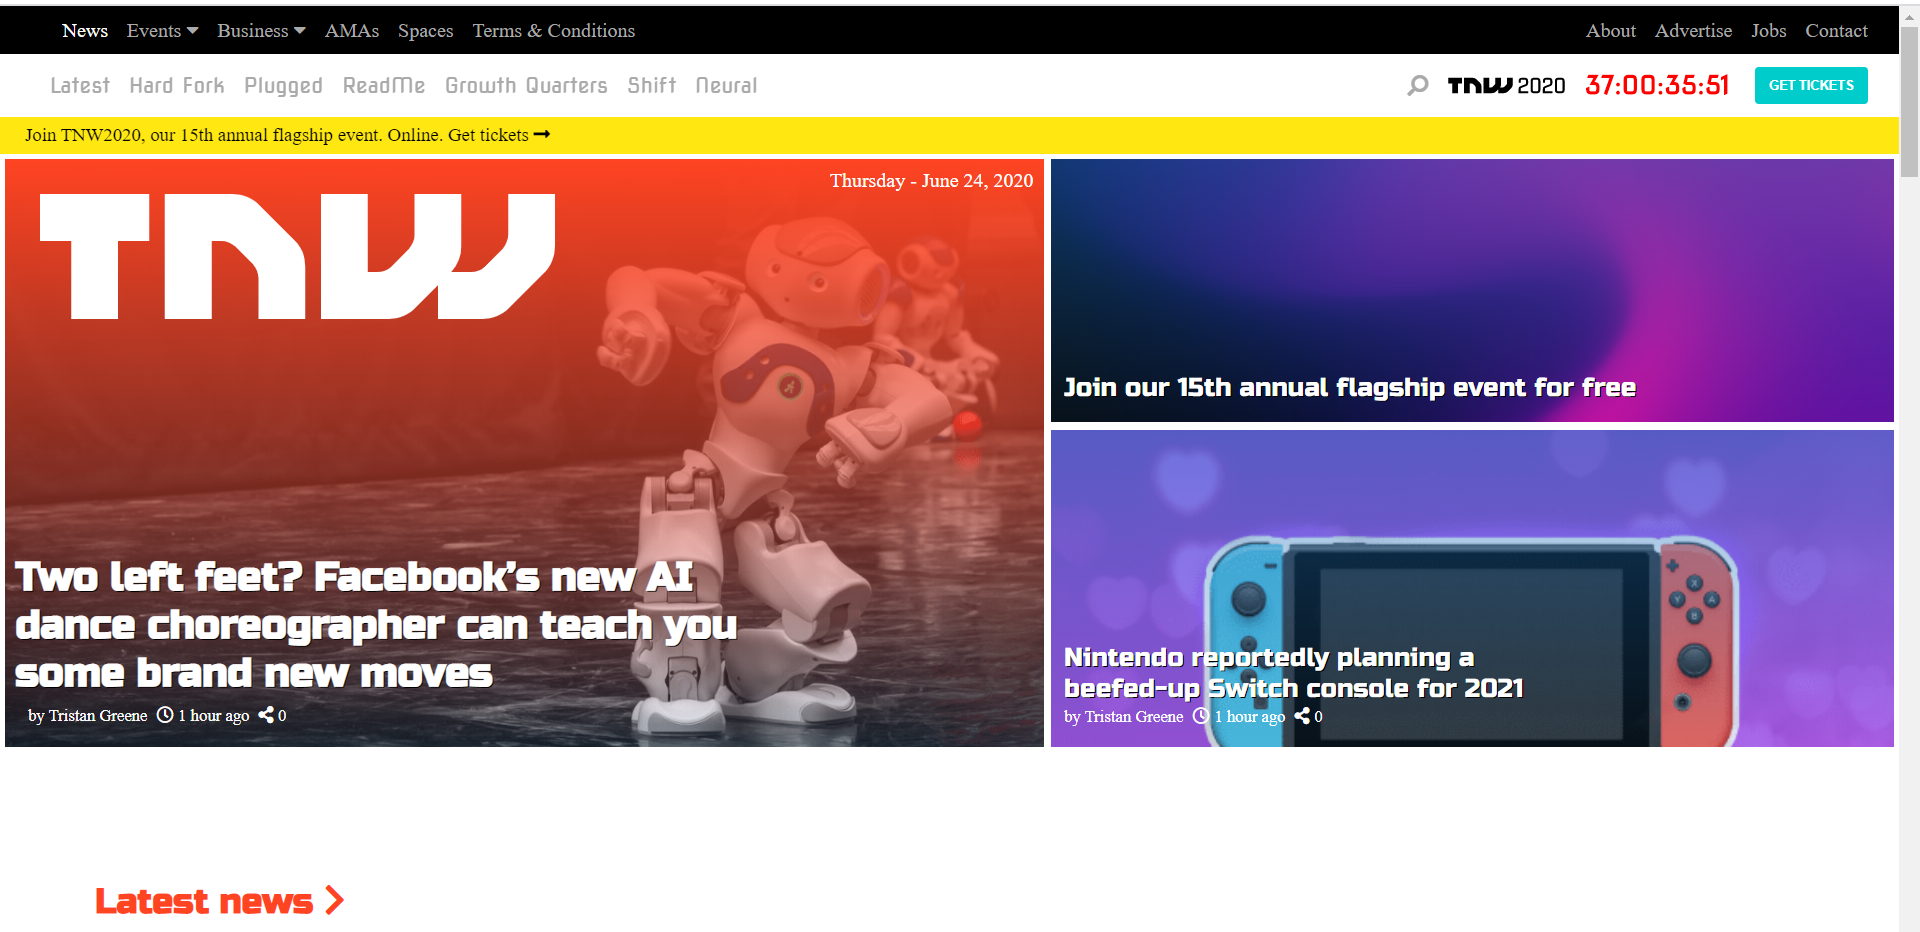 News Events Business AMAs Spaces Terms & Conditions About Advertise Jobs Contact
Latest Hard Fork Plugged ReadMe Growth Quarters Shift Neural TNW 2020 37:00:35:51 GET TICKETS
Join TNW2020, our 15th annual flagship event. Online. Get tickets
Thursday - June 24, 2020
TNW
Two left feet? Facebook’s new AI
dance choreographer can teach you
some brand new moves
by Tristan Greene 1 hour ago 0
Join our 15th annual flagship event for free
X
Y A
B
Nintendo reportedly planning a
beefed-up Switch console for 2021
by Tristan Greene 1 hour ago 0
Latest news